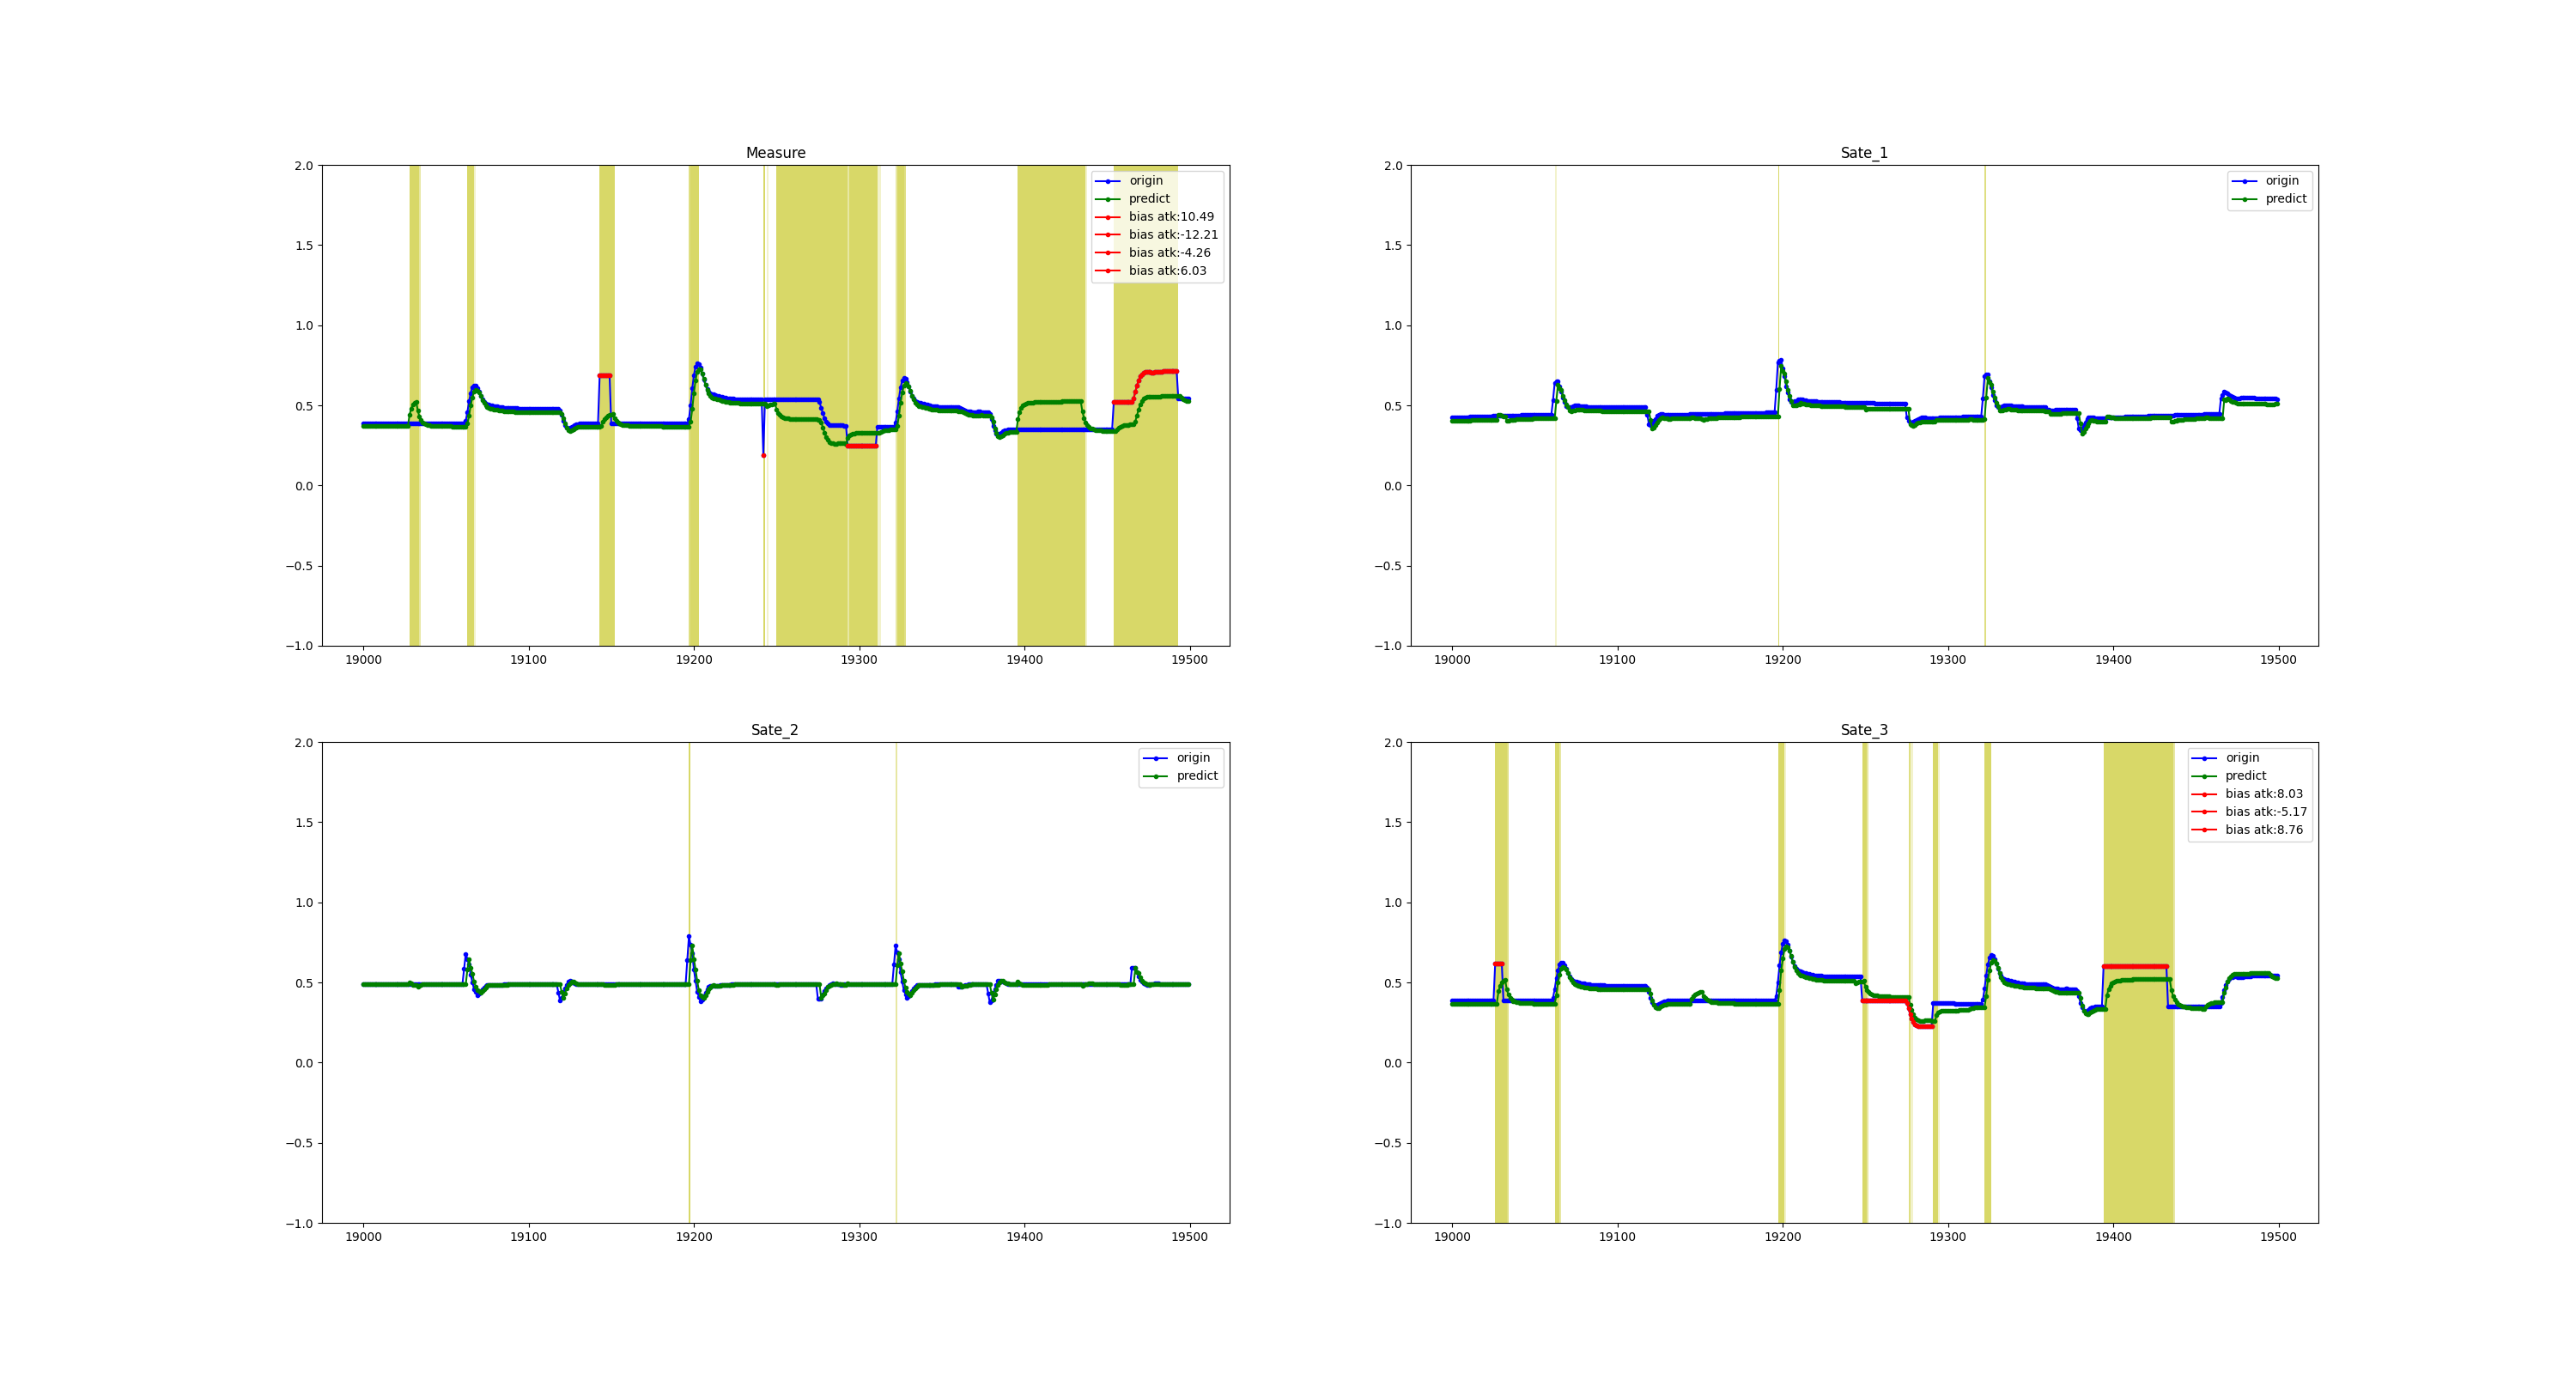 Measure
2.0
1.5
1.0
0.5
0.0
−0.5
−1.0
19000 19100 19200 19300 19400 19500
origin
predict
bias atk:10.49
bias atk:-12.21
bias atk:-4.26
bias atk:6.03
Sate_1
2.0
1.5
1.0
0.5
0.0
−0.5
−1.0
19000 19100 19200 19300 19400 19500
origin
predict
Sate_2
2.0
1.5
1.0
0.5
0.0
−0.5
−1.0
19000 19100 19200 19300 19400 19500
origin
predict
Sate_3
2.0
1.5
1.0
0.5
0.0
−0.5
−1.0
19000 19100 19200 19300 19400 19500
origin
predict
bias atk:8.03
bias atk:-5.17
bias atk:8.76